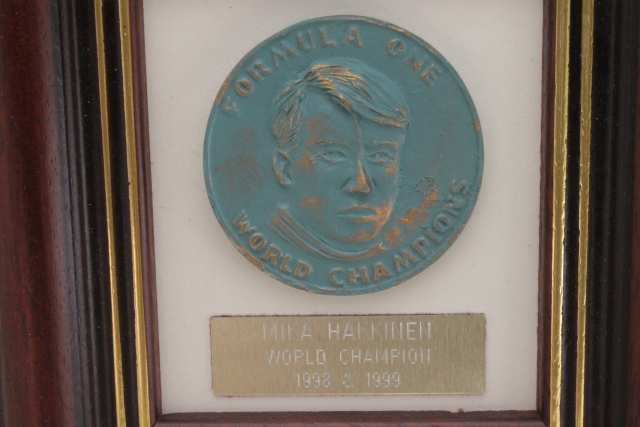 FORMULA ONE
WORLD CHAMPIONS
MIKA HAKKINEN
WORLD CHAMPION
1998 & 1999